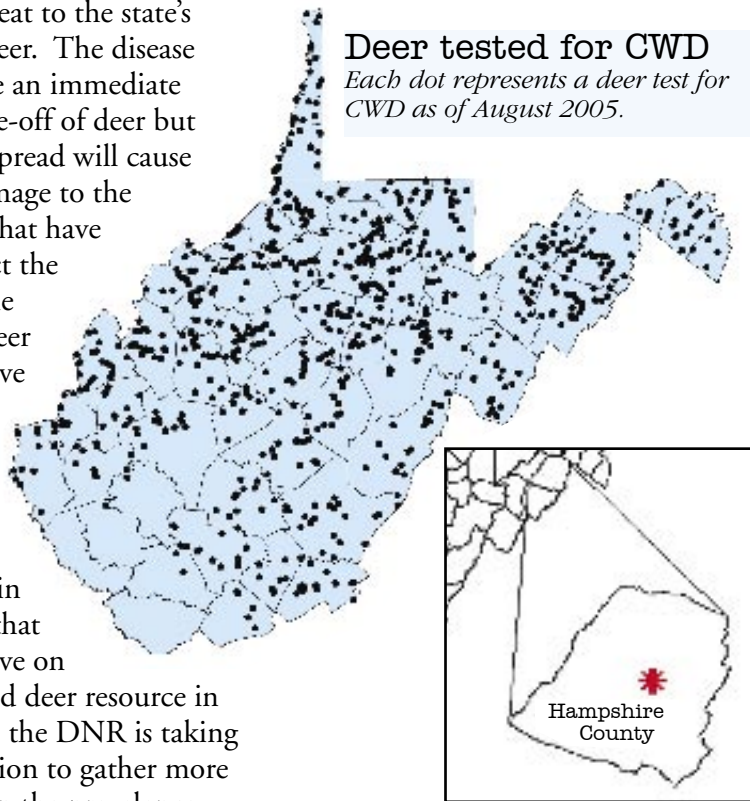 eat to the state's
eer. The disease
e an immediate
e-off of deer but
pread will cause
mage to the
hat have
ct the
e
eer
ve
in
that
ve on
d deer resource in
the DNR is taking
ion to gather more
Deer tested for CWD
Each dot represents a deer test for
CWD as of August 2005.
Hampshire
County